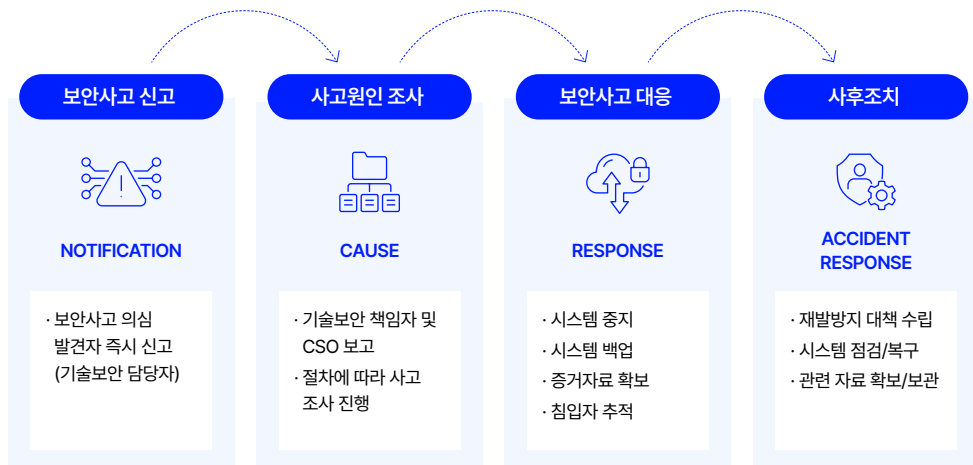 보안사고 신고
NOTIFICATION
· 보안사고 의심
발견자 즉시 신고
(기술보안 담당자)
사고원인 조사
CAUSE
· 기술보안 책임자 및
CSO 보고
· 절차에 따라 사고
조사 진행
보안사고 대응
RESPONSE
· 시스템 중지
· 시스템 백업
· 증거자료 확보
· 침입자 추적
사후조치
ACCIDENT
RESPONSE
· 재발방지 대책 수립
· 시스템 점검/복구
· 관련 자료 확보/보관